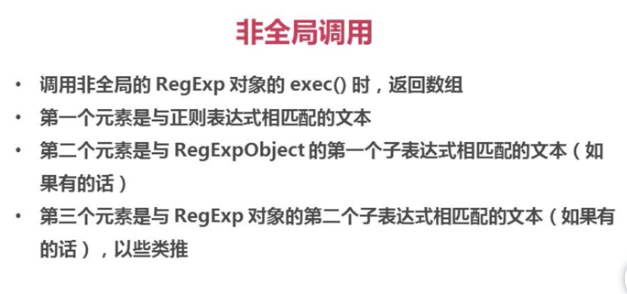 非全局调用
• 调用非全局的 RegExp 对象的 exec() 时，返回数组
• 第一个元素是与正则表达式相匹配的文本
• 第二个元素是与 RegExpObject 的第一个子表达式相匹配的文本（如
果有的话）
• 第三个元素是与 RegExp 对象的第二个子表达式相匹配的文本（如果有
的话），以些类推